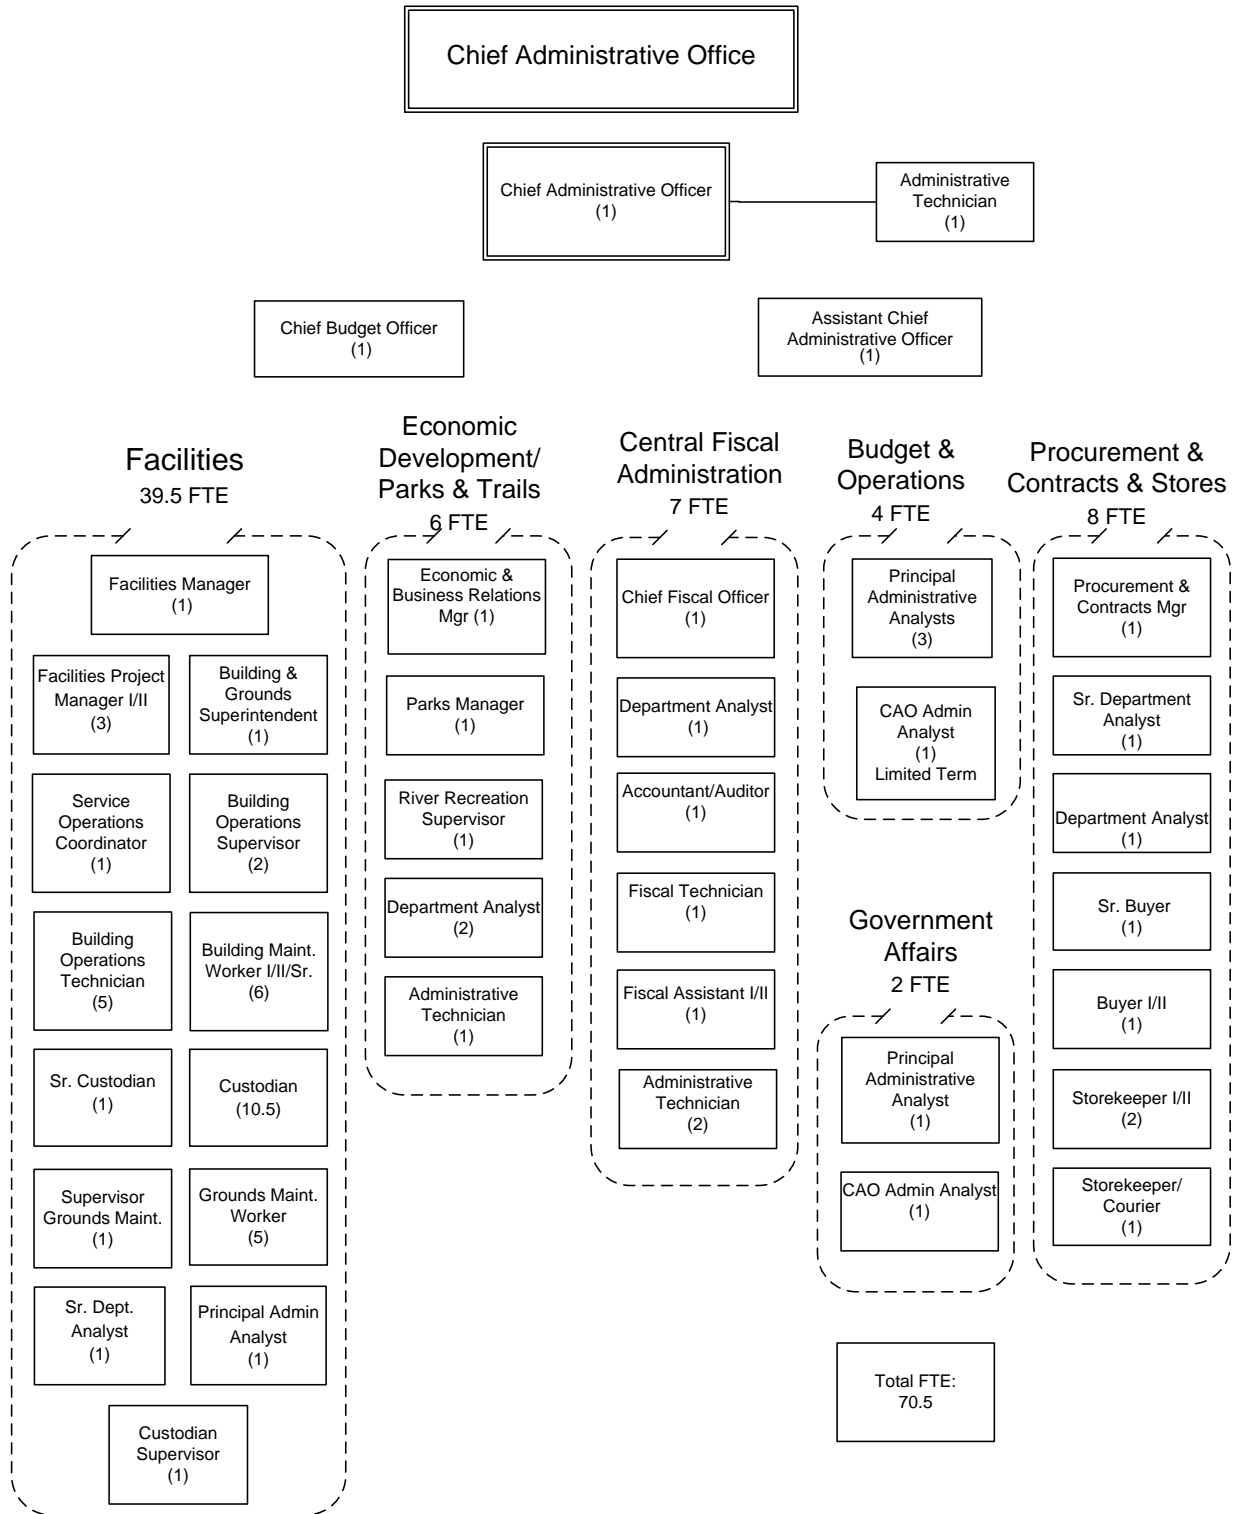 Chief Administrative Office
Chief Administrative Officer
(1)
Administrative
Technician
(1)
Chief Budget Officer
(1)
Assistant Chief
Administrative Officer
(1)
Facilities
39.5 FTE
Facilities Manager
(1)
Facilities Project
Manager I/II
(3)
Building &
Grounds
Superintendent
(1)
Service
Operations
Coordinator
(1)
Building
Operations
Supervisor
(2)
Building
Operations
Technician
(5)
Building Maint.
Worker I/II/Sr.
(6)
Sr. Custodian
(1)
Custodian
(10.5)
Supervisor
Grounds Maint.
(1)
Grounds Maint.
Worker
(5)
Sr. Dept.
Analyst
(1)
Principal Admin
Analyst
(1)
Custodian
Supervisor
(1)
Economic
Development/
Parks & Trails
6 FTE
Economic &
Business Relations
Mgr (1)
Parks Manager
(1)
River Recreation
Supervisor
(1)
Department Analyst
(2)
Administrative
Technician
(1)
Central Fiscal
Administration
7 FTE
Chief Fiscal Officer
(1)
Department Analyst
(1)
Accountant/Auditor
(1)
Fiscal Technician
(1)
Fiscal Assistant I/II
(1)
Administrative
Technician
(2)
Budget &
Operations
4 FTE
Principal
Administrative
Analysts
(3)
CAO Admin
Analyst
(1)
Limited Term
Government
Affairs
2 FTE
Principal
Administrative
Analyst
(1)
CAO Admin Analyst
(1)
Procurement &
Contracts & Stores
8 FTE
Procurement &
Contracts Mgr
(1)
Sr. Department
Analyst
(1)
Department Analyst
(1)
Sr. Buyer
(1)
Buyer I/II
(1)
Storekeeper I/II
(2)
Storekeeper/
Courier
(1)
Total FTE:
70.5